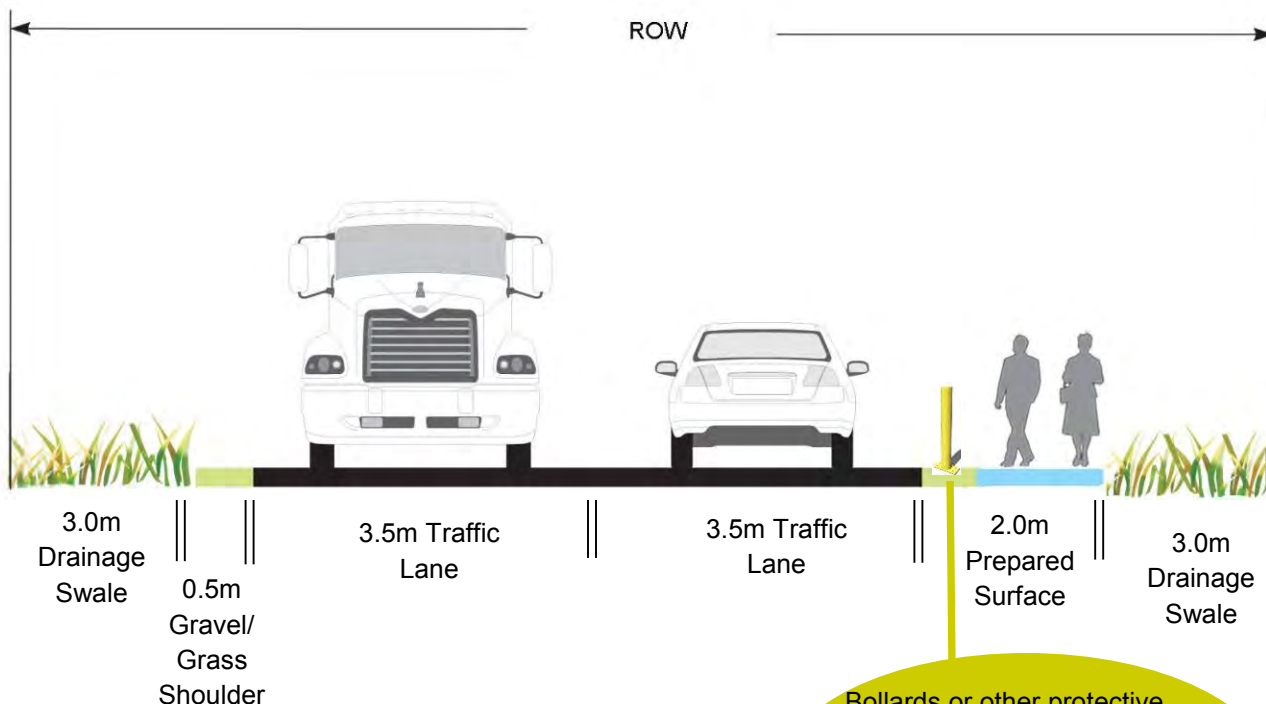 ROW
3.0m
Drainage
Swale
0.5m
Gravel/
Grass
Shoulder
3.5m Traffic
Lane
3.5m Traffic
Lane
2.0m
Prepared
Surface
3.0m
Drainage
Swale
Bollards or other protective